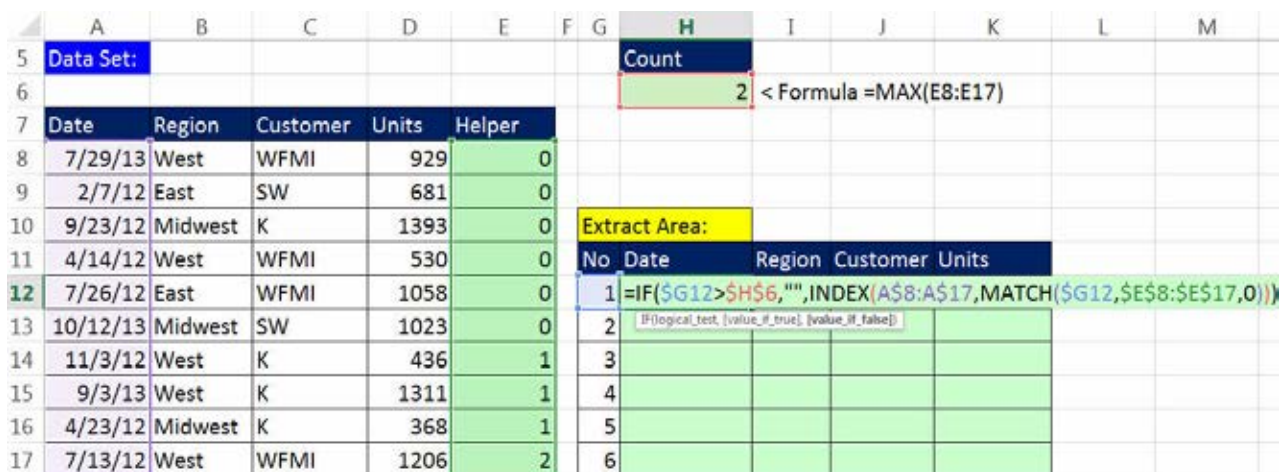 A B C D E F G H I J K L M
5 Data Set: Count
6 2 < Formula =MAX(E8:E17)
7 Date Region Customer Units Helper
8 7/29/13 West WFMI 929 0
9 2/7/12 East SW 681 0
10 9/23/12 Midwest K 1393 0 Extract Area:
11 4/14/12 West WFMI 530 0 No Date Region Customer Units
12 7/26/12 East WFMI 1058 0 1 =IF($G12>$H$6,"",INDEX(A$8:A$17,MATCH($G12,$E$8:$E$17,0)))
13 10/12/13 Midwest SW 1023 0 2 IF(logical_test, [value_if_true], [value_if_false])
14 11/3/12 West K 436 1 3
15 9/3/13 West K 1311 1 4
16 4/23/12 Midwest K 368 1 5
17 7/13/12 West WFMI 1206 2 6